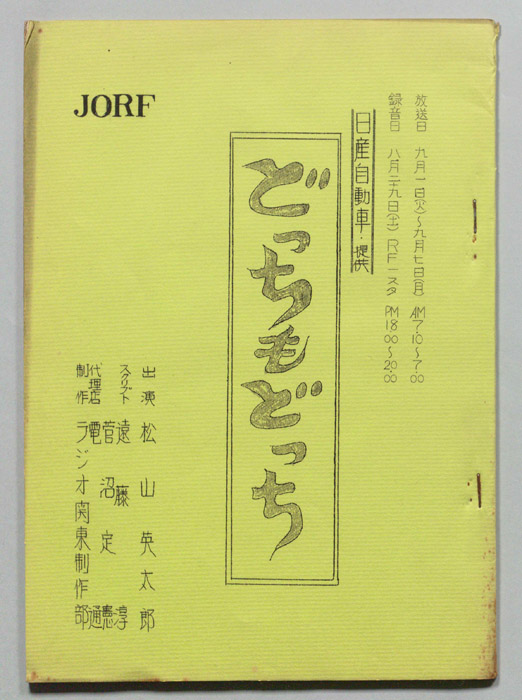 放送日 九月一日(火)〜九月七日(月) AM7.10〜7.00
録音日 八月二十九日(土) RF一スタ PM18.00〜20.00
日産自動車・提供
どっちもどっち
JORF
出演 松山英太郎
スクリプト 遠藤淳
菅沼定憲
代理店 電通
制作 ラジオ関東制作部